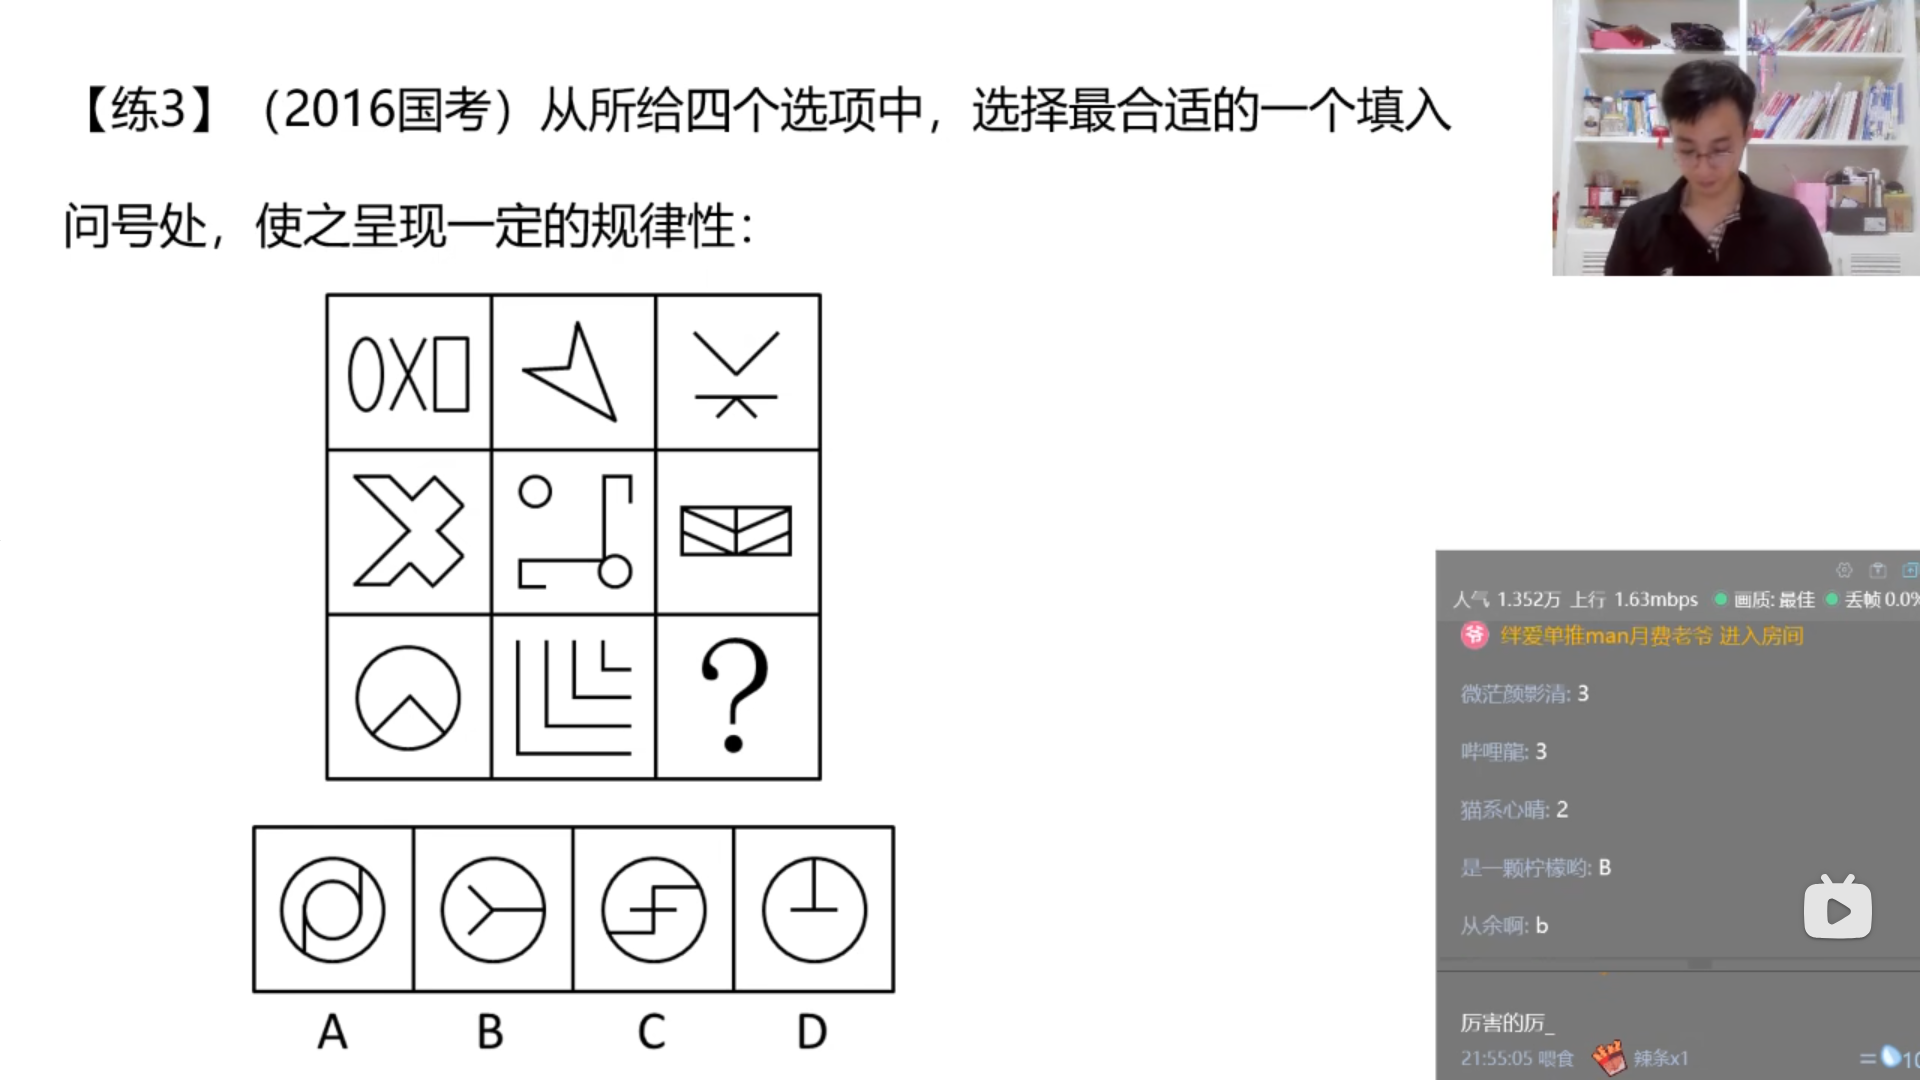 【练3】（2016国考）从所给四个选项中，选择最合适的一个填入
问号处，使之呈现一定的规律性：
?
A B C D
人气 1.352万 上行 1.63mbps 画质: 最佳 丢帧 0.0%
爷 绊爱单推man月费老爷 进入房间
微茫颜影清: 3
哔哩龍: 3
猫系心晴: 2
是一颗柠檬哟: B
从余啊: b
厉害的厉_
21:55:05 喂食 辣条x1